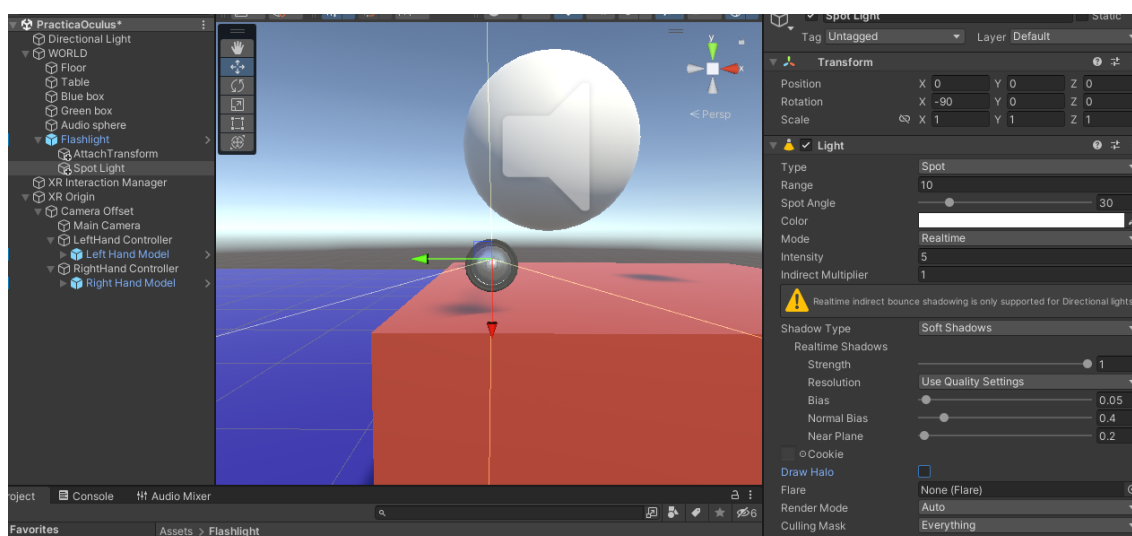 PracticaOculus*
Directional Light
WORLD
Floor
Table
Blue box
Green box
Audio sphere
Flashlight
AttachTransform
Spot Light
XR Interaction Manager
XR Origin
Camera Offset
Main Camera
LeftHand Controller
Left Hand Model
RightHand Controller
Right Hand Model
y
x
Persp
Spot Light Static
Tag Untagged Layer Default
Transform
Position X 0 Y 0 Z 0
Rotation X -90 Y 0 Z 0
Scale X 1 Y 1 Z 1
Light
Type Spot
Range 10
Spot Angle 30
Color
Mode Realtime
Intensity 5
Indirect Multiplier 1
Realtime indirect bounce shadowing is only supported for Directional lights
Shadow Type Soft Shadows
Realtime Shadows
Strength 1
Resolution Use Quality Settings
Bias 0.05
Normal Bias 0.4
Near Plane 0.2
Cookie
Draw Halo
Flare None (Flare)
Render Mode Auto
Culling Mask Everything
roject Console Audio Mixer
6
Favorites Assets > Flashlight